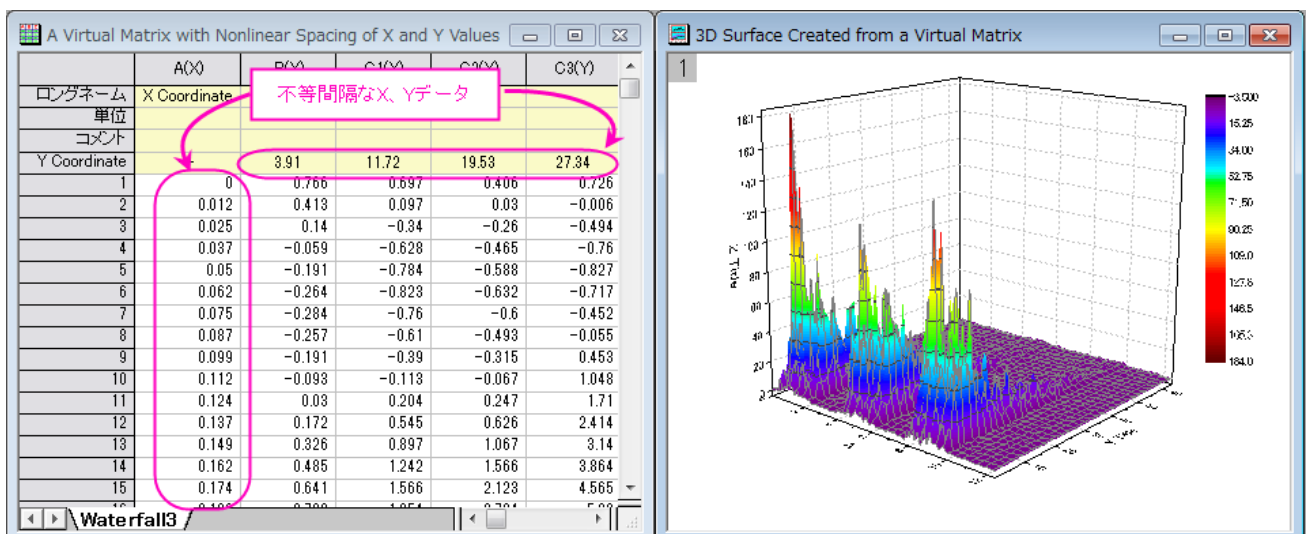 A Virtual Matrix with Nonlinear Spacing of X and Y Values
A(X) C3(Y)
ロングネーム X Coordinate
単位
コメント
不等間隔なX、Yデータ
Y Coordinate 3.91 11.72 19.53 27.34
1 0 0.766 0.697 0.406 0.726
2 0.012 0.413 0.097 0.03 -0.006
3 0.025 0.14 -0.34 -0.26 -0.494
4 0.037 -0.059 -0.628 -0.465 -0.76
5 0.05 -0.191 -0.784 -0.588 -0.827
6 0.062 -0.264 -0.823 -0.632 -0.717
7 0.075 -0.284 -0.76 -0.6 -0.452
8 0.087 -0.257 -0.61 -0.493 -0.055
9 0.099 -0.191 -0.39 -0.315 0.453
10 0.112 -0.093 -0.113 -0.067 1.048
11 0.124 0.03 0.204 0.247 1.71
12 0.137 0.172 0.545 0.626 2.414
13 0.149 0.326 0.897 1.067 3.14
14 0.162 0.485 1.242 1.566 3.864
15 0.174 0.641 1.566 2.123 4.565
Waterfall3
3D Surface Created from a Virtual Matrix
1
-3.500
15.25
34.00
52.75
71.50
90.25
109.0
127.8
146.5
184.0